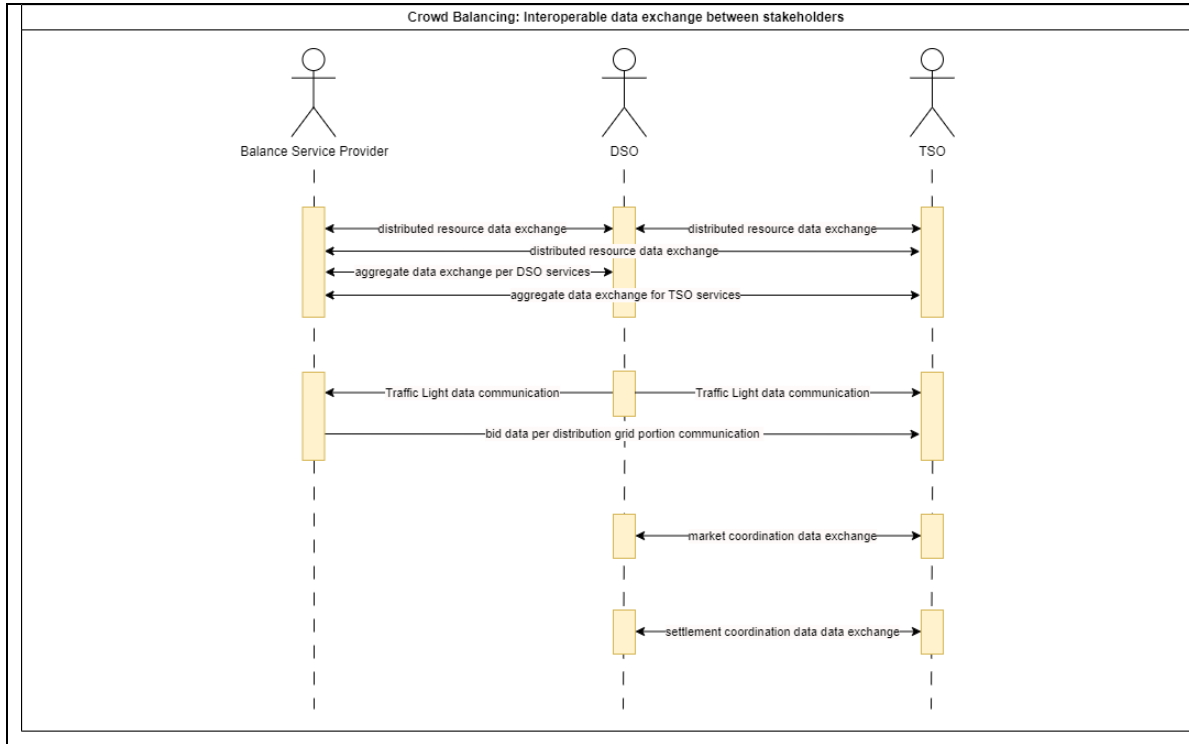 Crowd Balancing: Interoperable data exchange between stakeholders
Balance Service Provider
DSO
TSO
distributed resource data exchange
distributed resource data exchange
distributed resource data exchange
aggregate data exchange per DSO services
aggregate data exchange for TSO services
Traffic Light data communication
Traffic Light data communication
bid data per distribution grid portion communication
market coordination data exchange
settlement coordination data data exchange